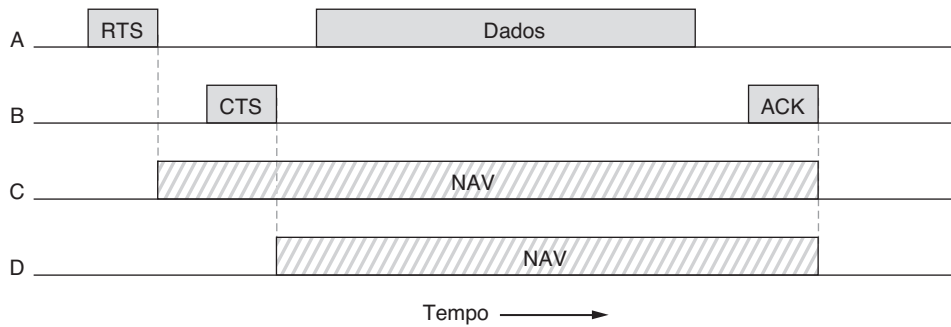 A RTS Dados
B CTS ACK
C NAV
D NAV
Tempo